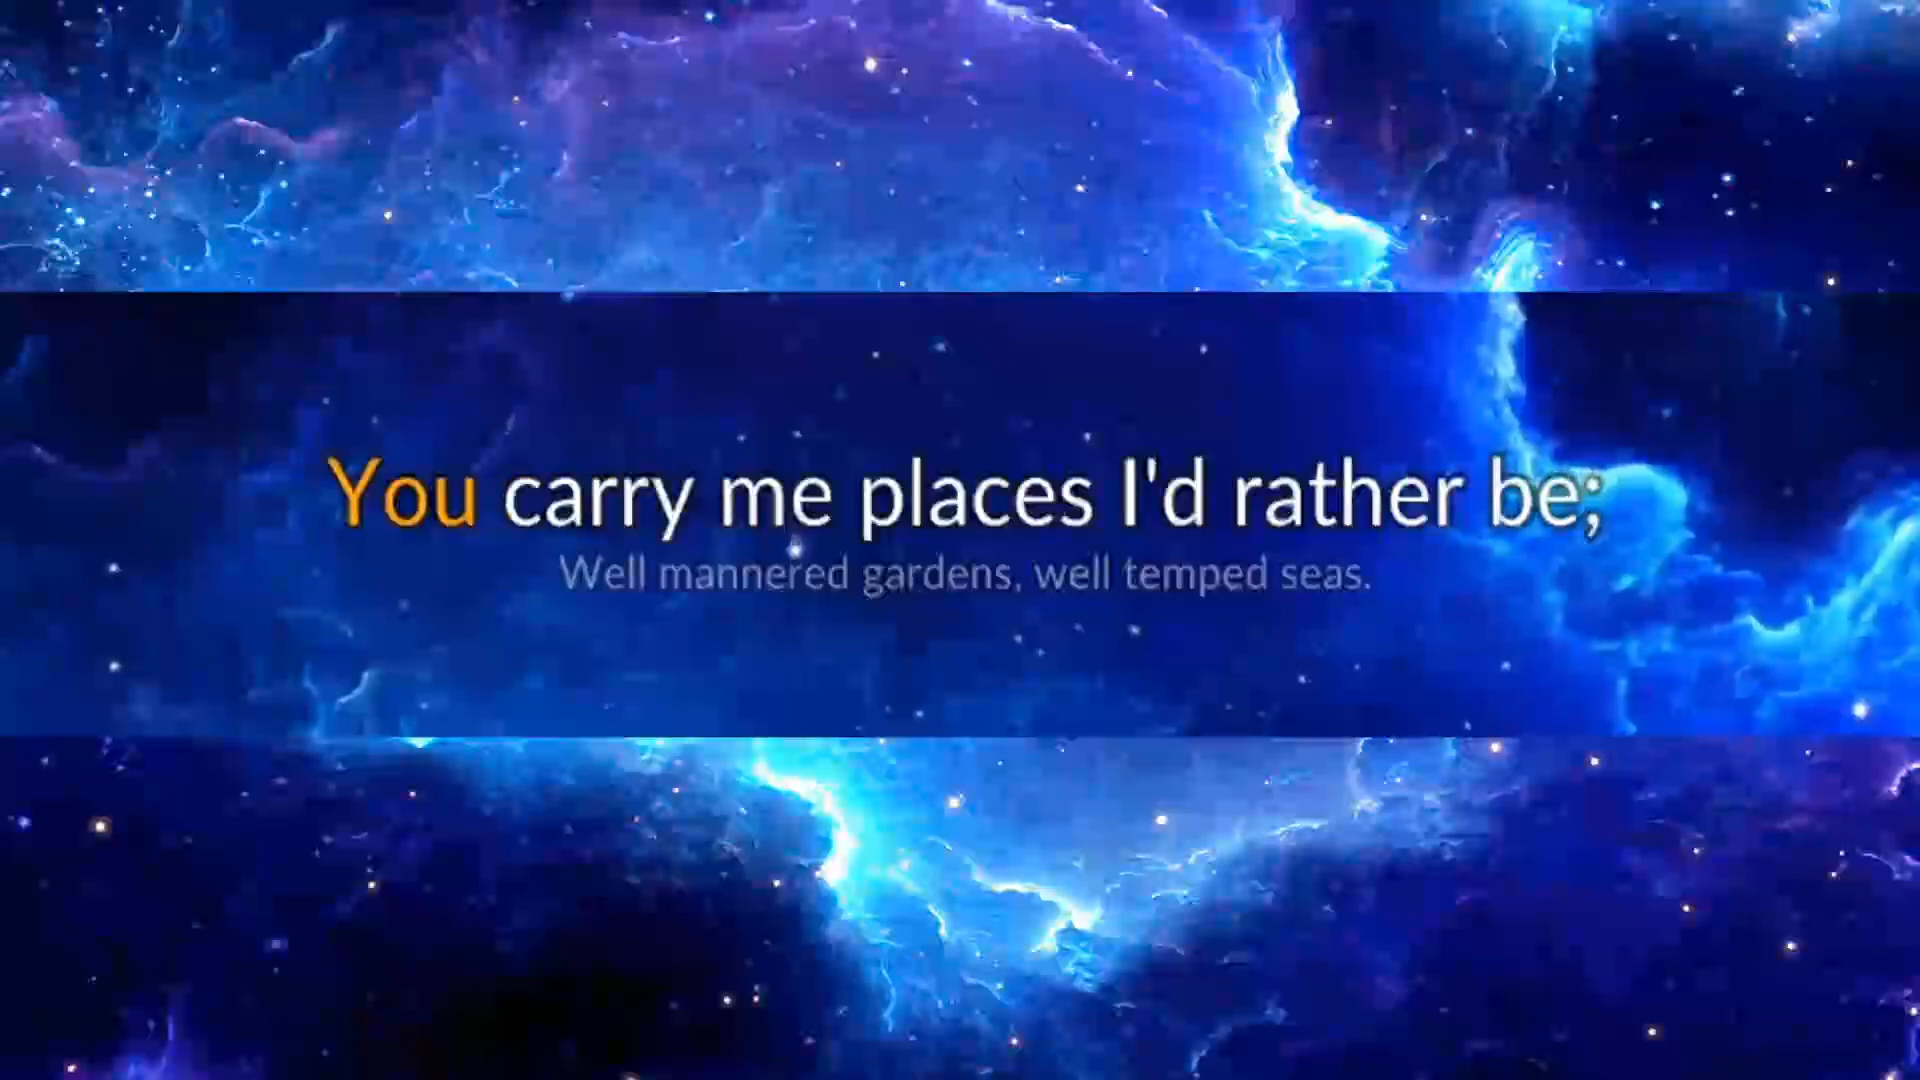 You carry me places I'd rather be;
Well mannered gardens, well temped seas.